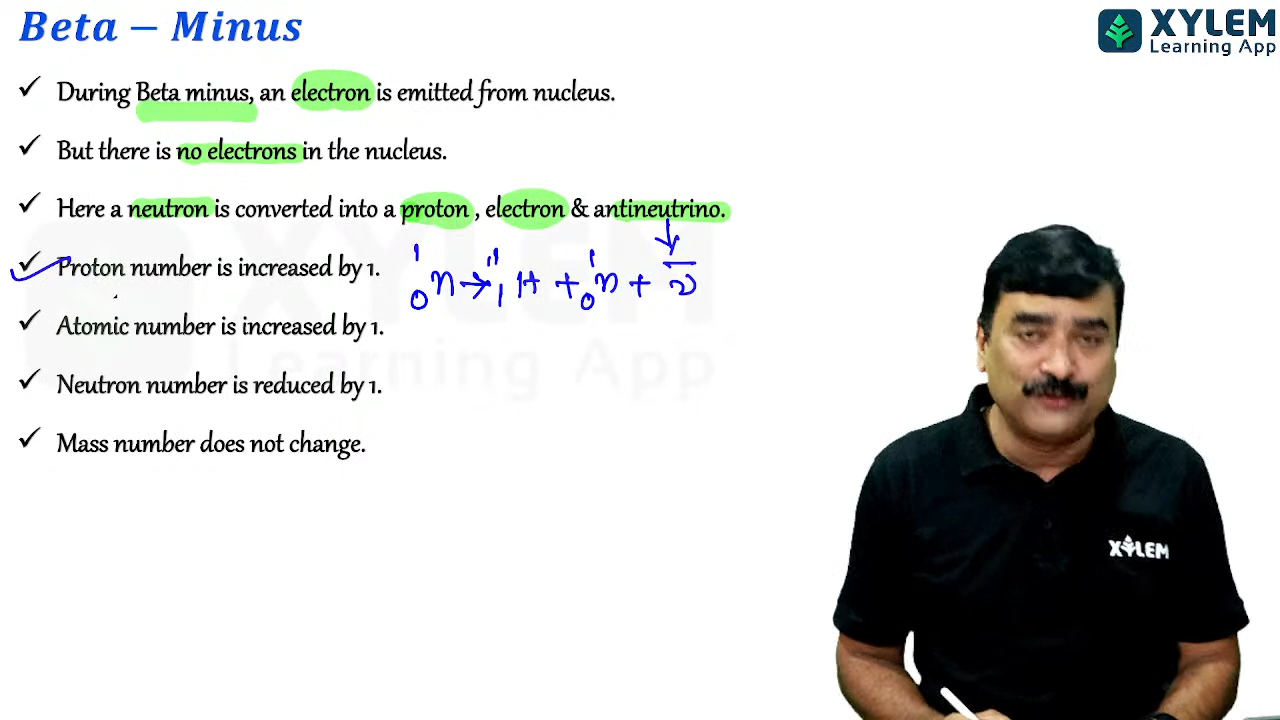 Beta – Minus
XYLEM
Learning App
✓ During Beta minus, an electron is emitted from nucleus.
✓ But there is no electrons in the nucleus.
✓ Here a neutron is converted into a proton , electron & antineutrino.
✓ Proton number is increased by 1.
¹₀n → ¹₁H + ¹₀n + ν̅
✓ Atomic number is increased by 1.
✓ Neutron number is reduced by 1.
✓ Mass number does not change.
XYLEM
Learning App
XYLEM